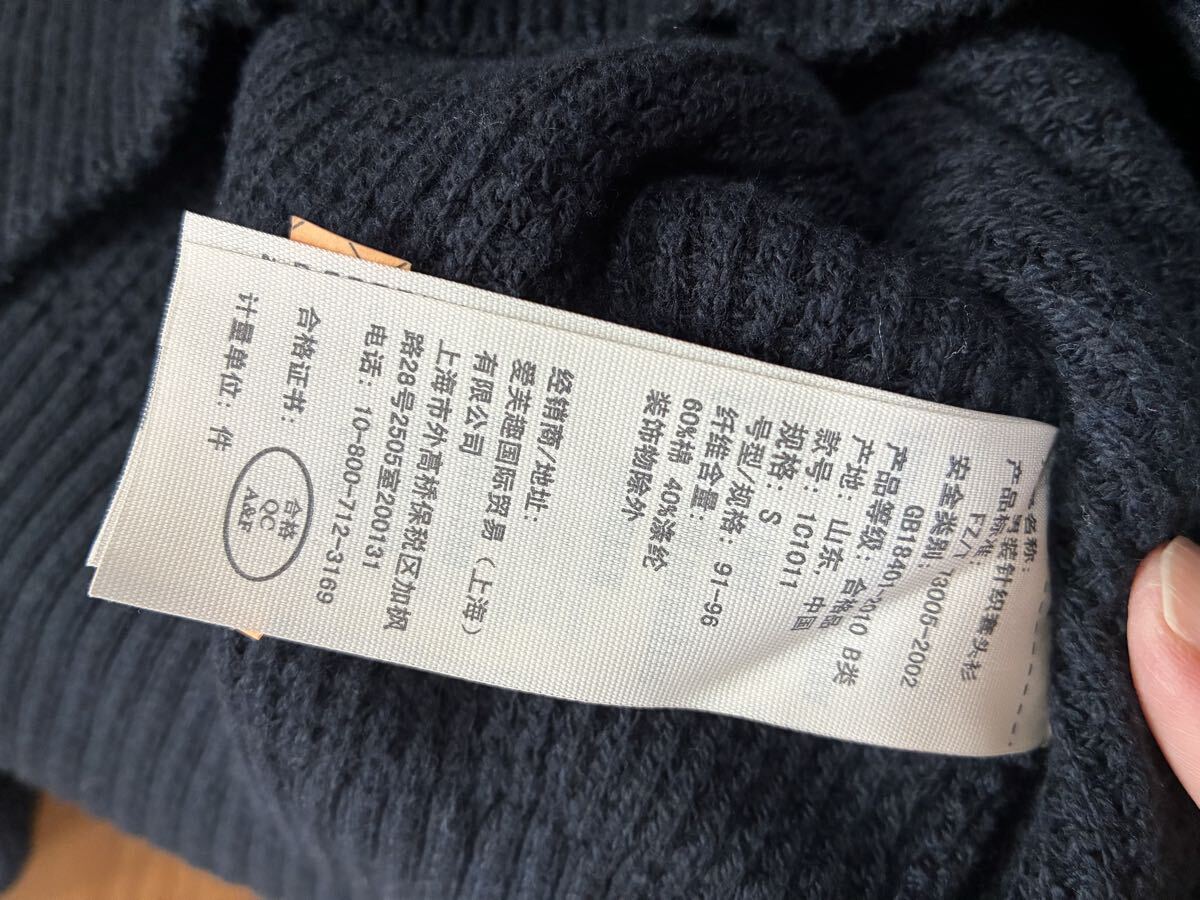 名称:
男装针织套头衫
产品标准:
FZ/T 73005-2002
安全类别:
GB18401-2010 B类
产品等级: 合格品
产地: 山东, 中国
款号: 1C1011
规格: S
号型/规格: 91-96
纤维含量:
60%棉 40%涤纶
装饰物除外
经销商/地址:
爱芙趣国际贸易(上海)
有限公司
上海市外高桥保税区加枫
路28号2505室200131
电话: 10-800-712-3169
合格证书:
合格
QC
A&F
计量单位: 件